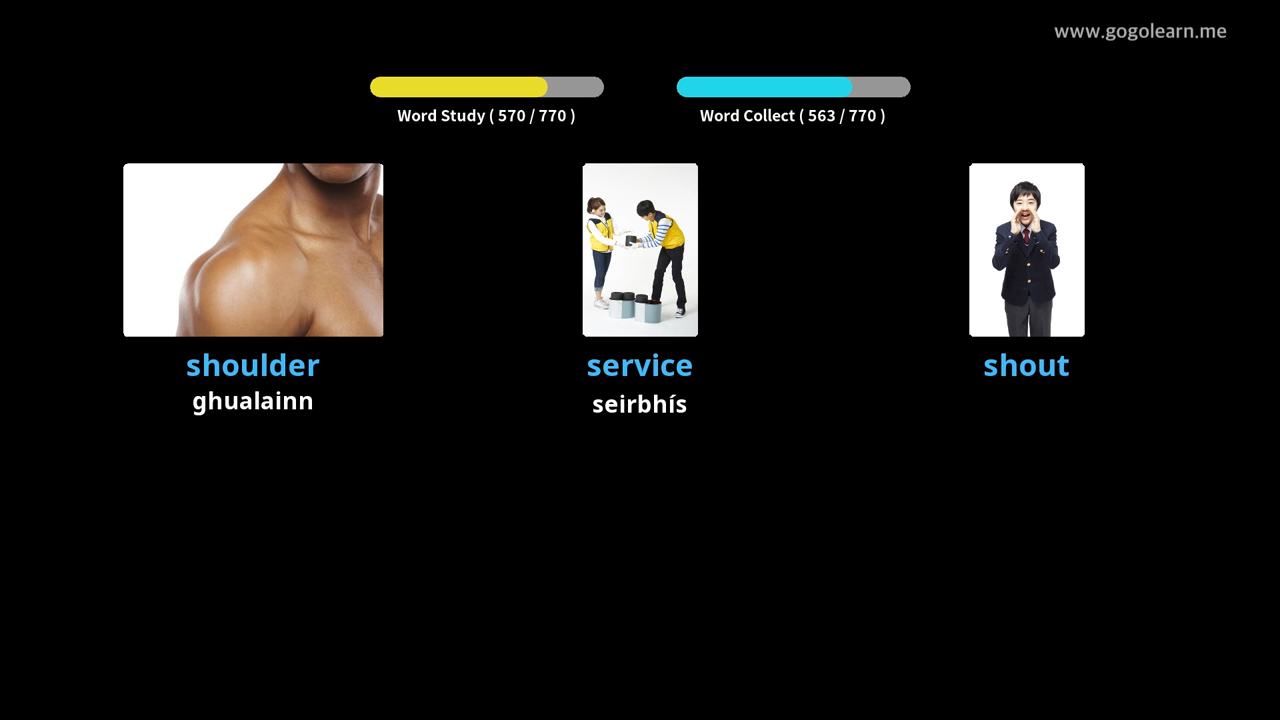 www.gogolearn.me
Word Study ( 570 / 770 )
Word Collect ( 563 / 770 )
shoulder
ghualainn
service
seirbhís
shout